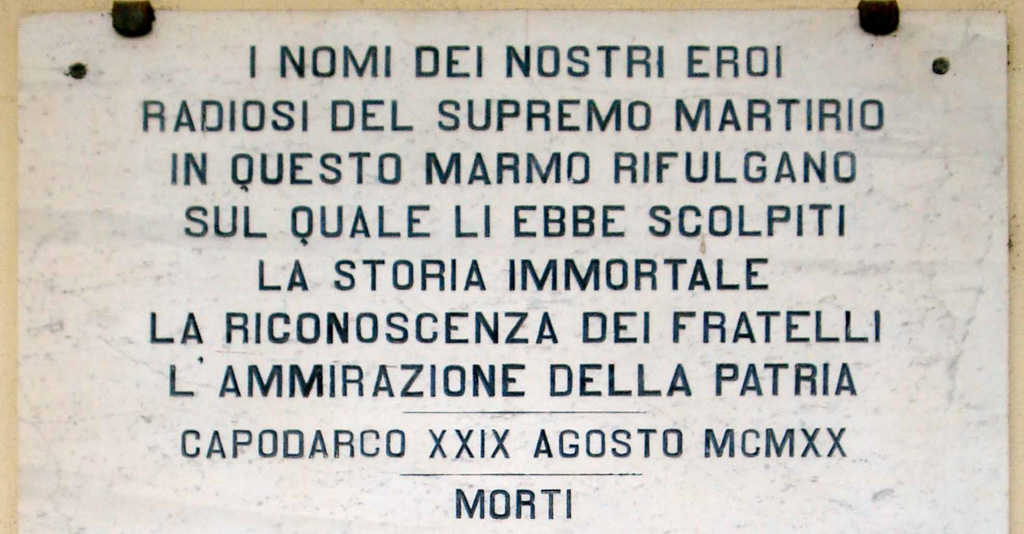 I NOMI DEI NOSTRI EROI
RADIOSI DEL SUPREMO MARTIRIO
IN QUESTO MARMO RIFULGANO
SUL QUALE LI EBBE SCOLPITI
LA STORIA IMMORTALE
LA RICONOSCENZA DEI FRATELLI
L'AMMIRAZIONE DELLA PATRIA
CAPODARCO XXIX AGOSTO MCMXX
MORTI